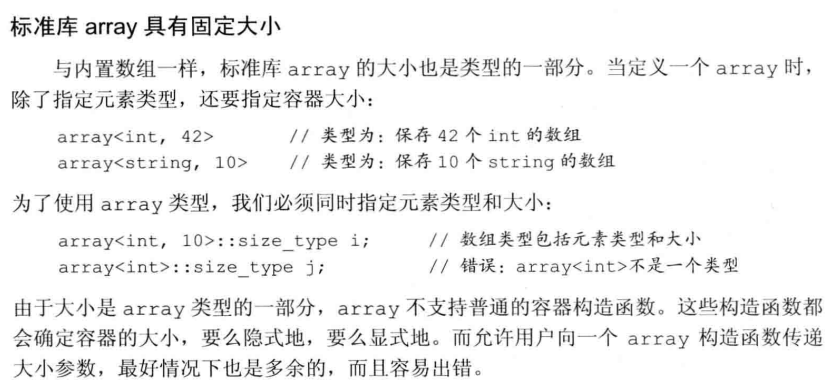 标准库 array 具有固定大小
与内置数组一样，标准库 array 的大小也是类型的一部分。当定义一个 array 时，
除了指定元素类型，还要指定容器大小：
array<int, 42>        // 类型为：保存 42 个 int 的数组
array<string, 10>     // 类型为：保存 10 个 string 的数组
为了使用 array 类型，我们必须同时指定元素类型和大小：
array<int, 10>::size_type i;      // 数组类型包括元素类型和大小
array<int>::size_type j;          // 错误：array<int>不是一个类型
由于大小是 array 类型的一部分，array 不支持普通的容器构造函数。这些构造函数都
会确定容器的大小，要么隐式地，要么显式地。而允许用户向一个 array 构造函数传递
大小参数，最好情况下也是多余的，而且容易出错。